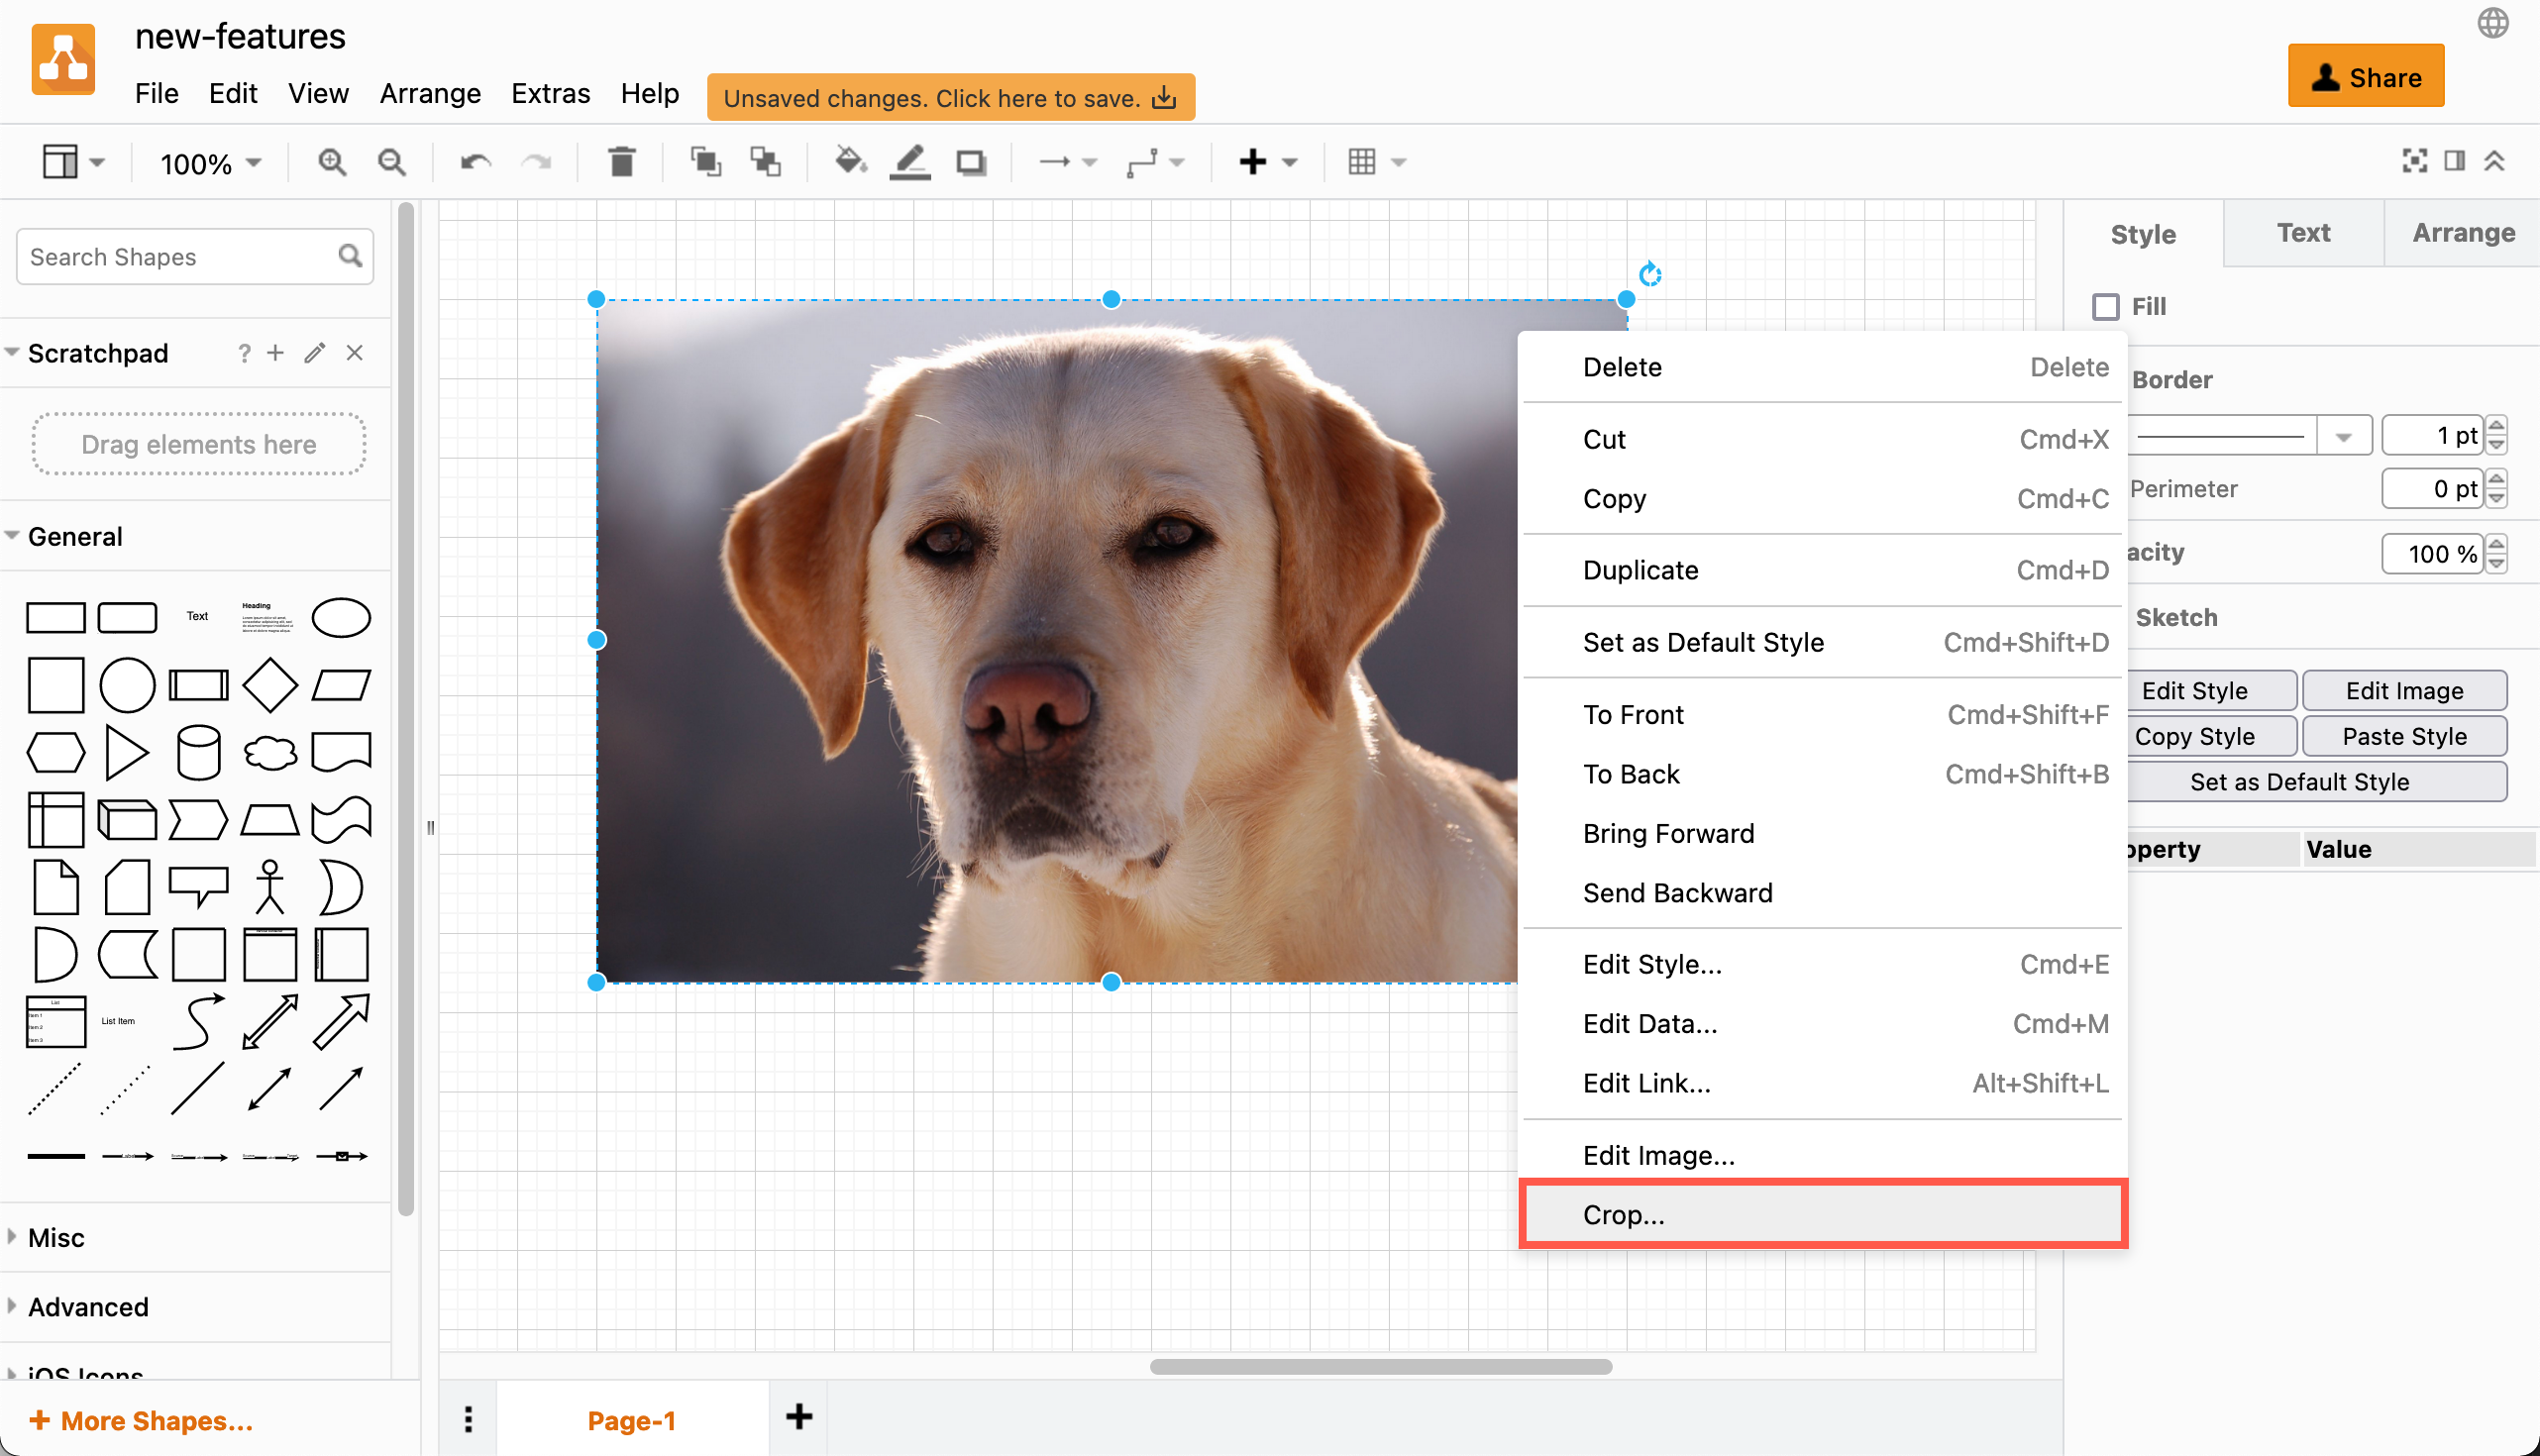 new-features
File Edit View Arrange Extras Help
Unsaved changes. Click here to save.
Share
100%
Search Shapes
Scratchpad
?
Drag elements here
General
Text
Heading
List
Item 1
Item 2
Item 3
List Item
Label
Misc
Advanced
iOS Icons
+ More Shapes...
Page-1
Delete Delete
Cut Cmd+X
Copy Cmd+C
Duplicate Cmd+D
Set as Default Style Cmd+Shift+D
To Front Cmd+Shift+F
To Back Cmd+Shift+B
Bring Forward
Send Backward
Edit Style... Cmd+E
Edit Data... Cmd+M
Edit Link... Alt+Shift+L
Edit Image...
Crop...
Style Text Arrange
Fill
Border
1 pt
Perimeter 0 pt
acity 100 %
Sketch
Edit Style Edit Image
Copy Style Paste Style
Set as Default Style
operty Value